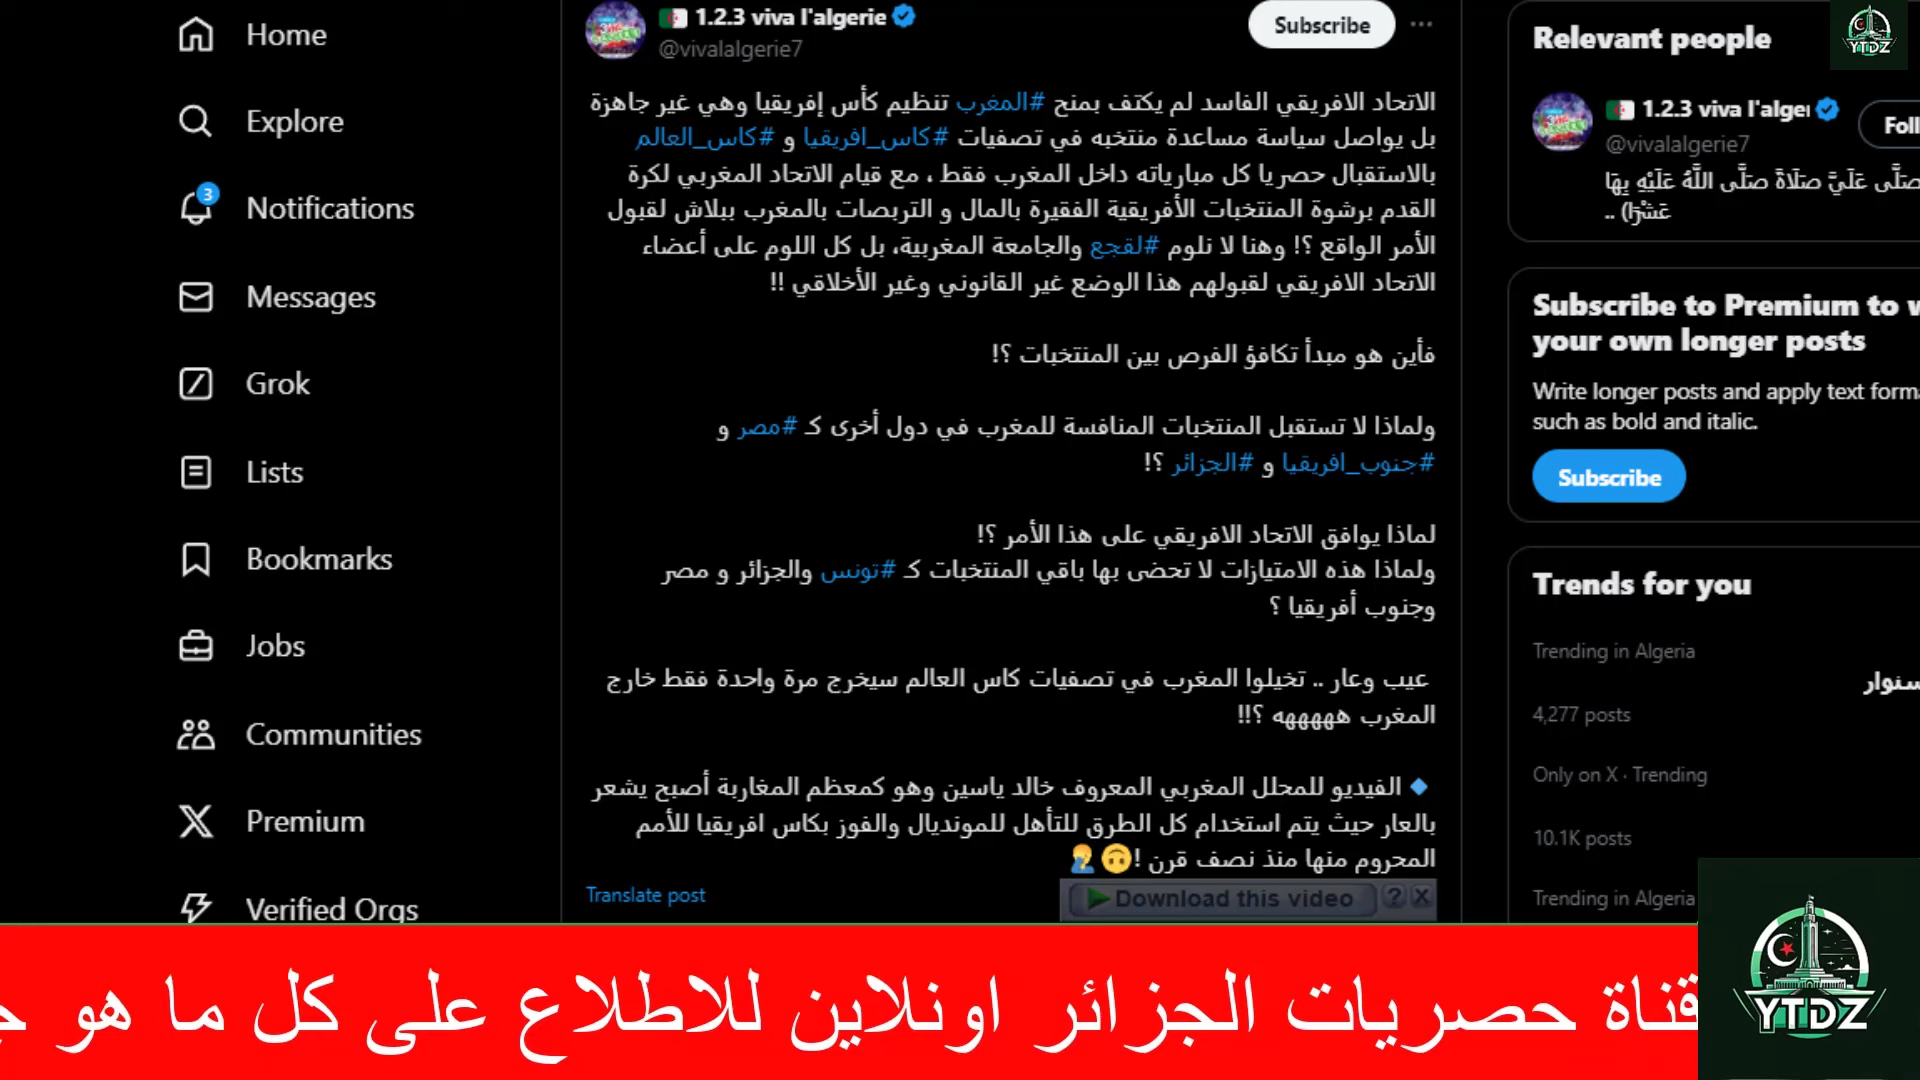 Home
Explore
3
Notifications
Messages
Grok
Lists
Bookmarks
Jobs
Communities
Premium
Verified Orgs
1.2.3 viva l'algerie
@vivalalgerie7
Subscribe
الاتحاد الافريقي الفاسد لم يكتف بمنح #المغرب تنظيم كأس إفريقيا وهي غير جاهزة
بل يواصل سياسة مساعدة منتخبه في تصفيات #كاس_افريقيا و #كاس_العالم
بالاستقبال حصريا كل مبارياته داخل المغرب فقط ، مع قيام الاتحاد المغربي لكرة
القدم برشوة المنتخبات الأفريقية الفقيرة بالمال و التربصات بالمغرب ببلاش لقبول
الأمر الواقع ؟! وهنا لا نلوم #لقجع والجامعة المغربية، بل كل اللوم على أعضاء
الاتحاد الافريقي لقبولهم هذا الوضع غير القانوني وغير الأخلاقي !!
فأين هو مبدأ تكافؤ الفرص بين المنتخبات ؟!
ولماذا لا تستقبل المنتخبات المنافسة للمغرب في دول أخرى كـ #مصر و
#جنوب_افريقيا و #الجزائر ؟!
لماذا يوافق الاتحاد الافريقي على هذا الأمر ؟!
ولماذا هذه الامتيازات لا تحضى بها باقي المنتخبات كـ #تونس والجزائر و مصر
وجنوب أفريقيا ؟
عيب وعار .. تخيلوا المغرب في تصفيات كاس العالم سيخرج مرة واحدة فقط خارج
المغرب هههههه ؟!!
🔹 الفيديو للمحلل المغربي المعروف خالد ياسين وهو كمعظم المغاربة أصبح يشعر
بالعار حيث يتم استخدام كل الطرق للتأهل للمونديال والفوز بكاس افريقيا للأمم
المحروم منها منذ نصف قرن !🙃🤦‍♂️
Translate post
Download this video ? X
Relevant people
1.2.3 viva l'alger
@vivalalgerie7
Foll
صلَّى عَلَيَّ صلَاةً صلَّى اللَّهُ عَلَيْهِ بِهَا
عَشْرًا) ..
Subscribe to Premium to w
your own longer posts
Write longer posts and apply text forma
such as bold and italic.
Subscribe
Trends for you
Trending in Algeria
4,277 posts
Only on X · Trending
10.1K posts
Trending in Algeria
YTDZ
قناة حصريات الجزائر اونلاين للاطلاع على كل ما هو
YTDZ